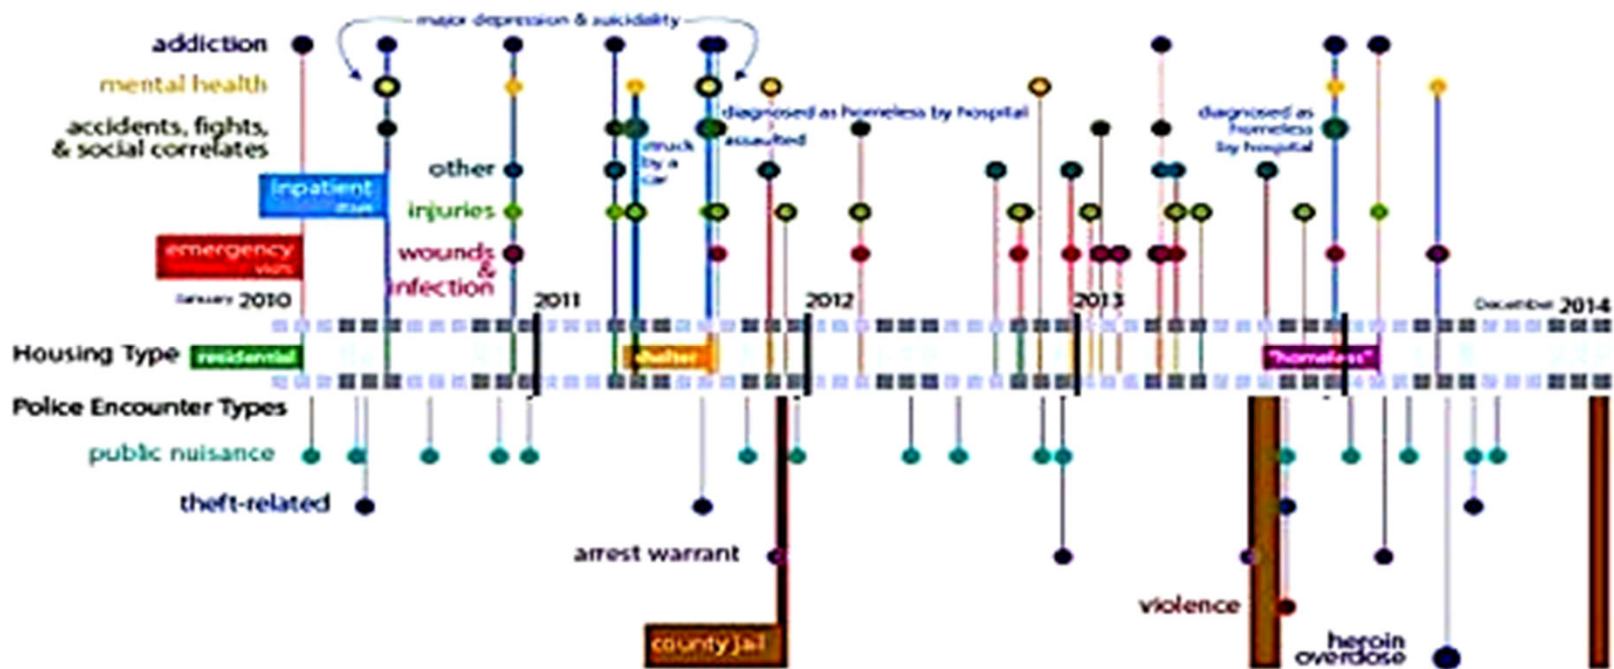 major depression & suicidality
addiction
mental health
diagnosed as homeless by hospital
accidents, fights,
& social correlates
assaulted
struck
by a
car
diagnosed as
homeless
by hospital
other
inpatient
injuries
emergency
visits
wounds
&
infection
January 2010
2011
2012
2013
December 2014
Housing Type
residential
shelter
"homeless"
Police Encounter Types
public nuisance
theft-related
arrest warrant
violence
county jail
heroin
overdose